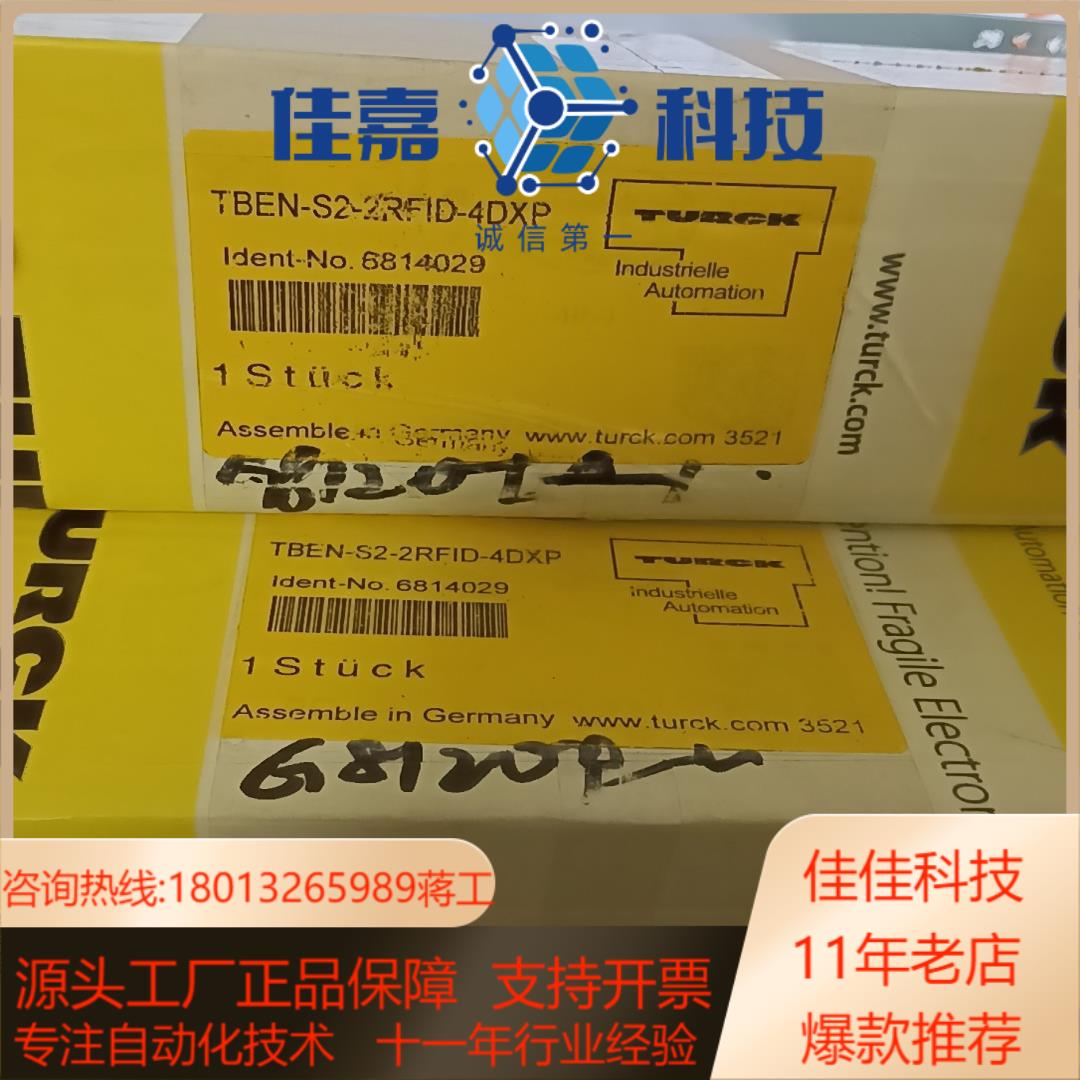 佳嘉 科技
诚信第一
TBEN-S2-2RFID-4DXP
TURCK
Ident-No. 6814029
Industrielle
Automation
1 Stück
Assemble in Germany www.turck.com 3521
www.turck.com
TBEN-S2-2RFID-4DXP
TURCK
Ident-No. 6814029
Industrielle
Automation
1 Stück
Assemble in Germany www.turck.com 3521
ntion! Fragile Electron
utomation
URCK
咨询热线:18013265989蒋工
源头工厂正品保障 支持开票
专注自动化技术 十一年行业经验
佳佳科技
11年老店
爆款推荐